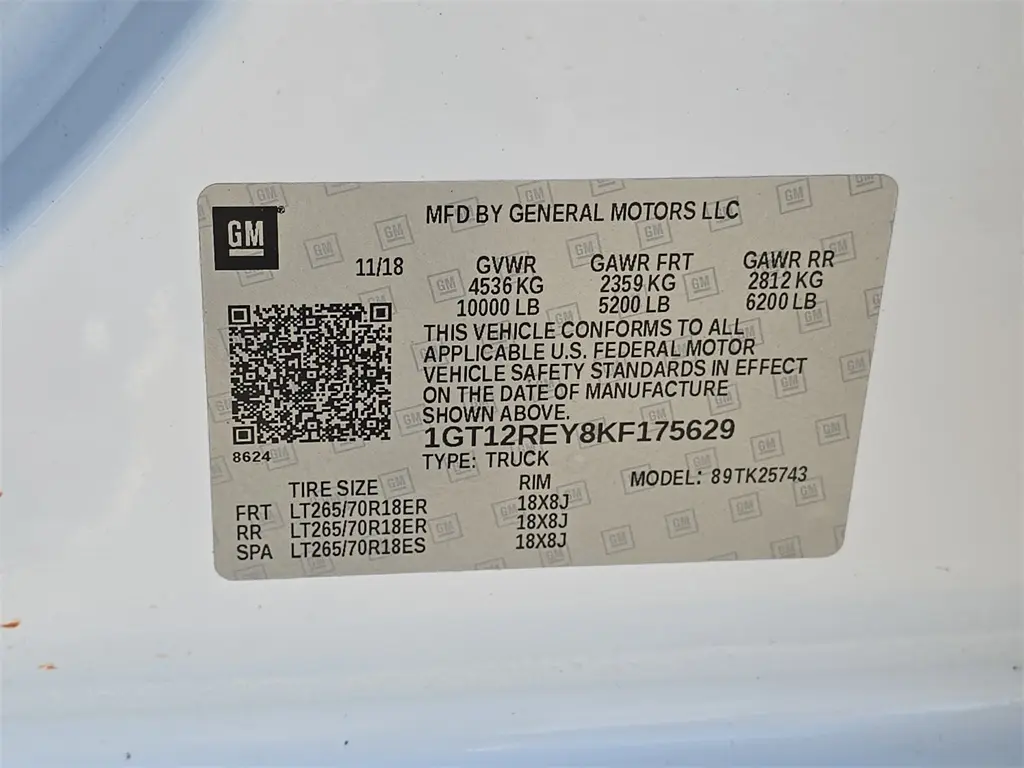 GM
MFD BY GENERAL MOTORS LLC
11/18
GVWR GAWR FRT GAWR RR
4536 KG 2359 KG 2812 KG
10000 LB 5200 LB 6200 LB
THIS VEHICLE CONFORMS TO ALL
APPLICABLE U.S. FEDERAL MOTOR
VEHICLE SAFETY STANDARDS IN EFFECT
ON THE DATE OF MANUFACTURE
SHOWN ABOVE.
1GT12REY8KF175629
8624
TYPE: TRUCK
MODEL: 89TK25743
TIRE SIZE RIM
FRT LT265/70R18ER 18X8J
RR LT265/70R18ER 18X8J
SPA LT265/70R18ES 18X8J